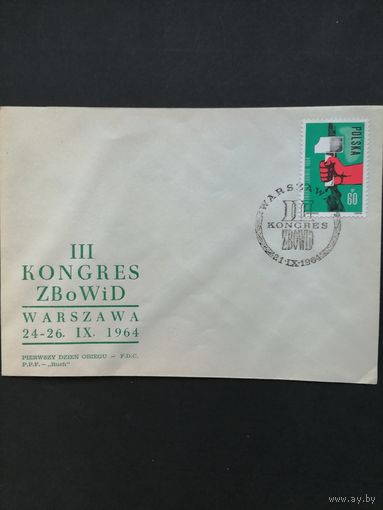 POLSKA
60
WARSZAWA
III
KONGRES
ZBOWID
21·IX·1964
III
KONGRES
ZBoWiD
WARSZAWA
24-26. IX. 1964
PIERWSZY DZIEŃ OBIEGU — F.D.C.
P.P.F. — „Ruch”
ay.by